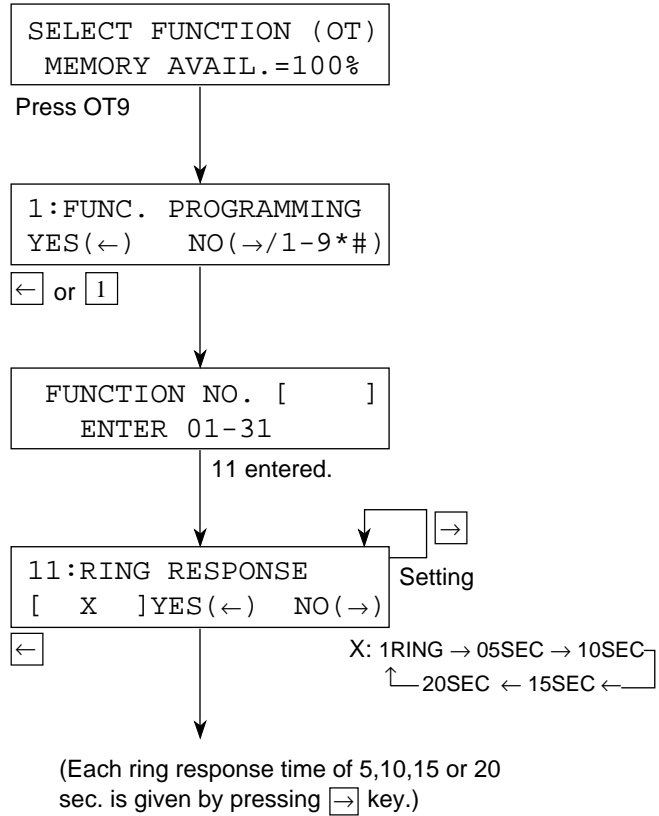 SELECT FUNCTION (OT)
MEMORY AVAIL.=100%
Press OT9
1:FUNC. PROGRAMMING
YES(←) NO(→/1-9*#)
← or 1
FUNCTION NO. [ ]
ENTER 01-31
11 entered.
→
11:RING RESPONSE
Setting
[ X ]YES(←) NO(→)
←
X: 1RING → 05SEC → 10SEC
20SEC ← 15SEC ←
(Each ring response time of 5,10,15 or 20
sec. is given by pressing → key.)